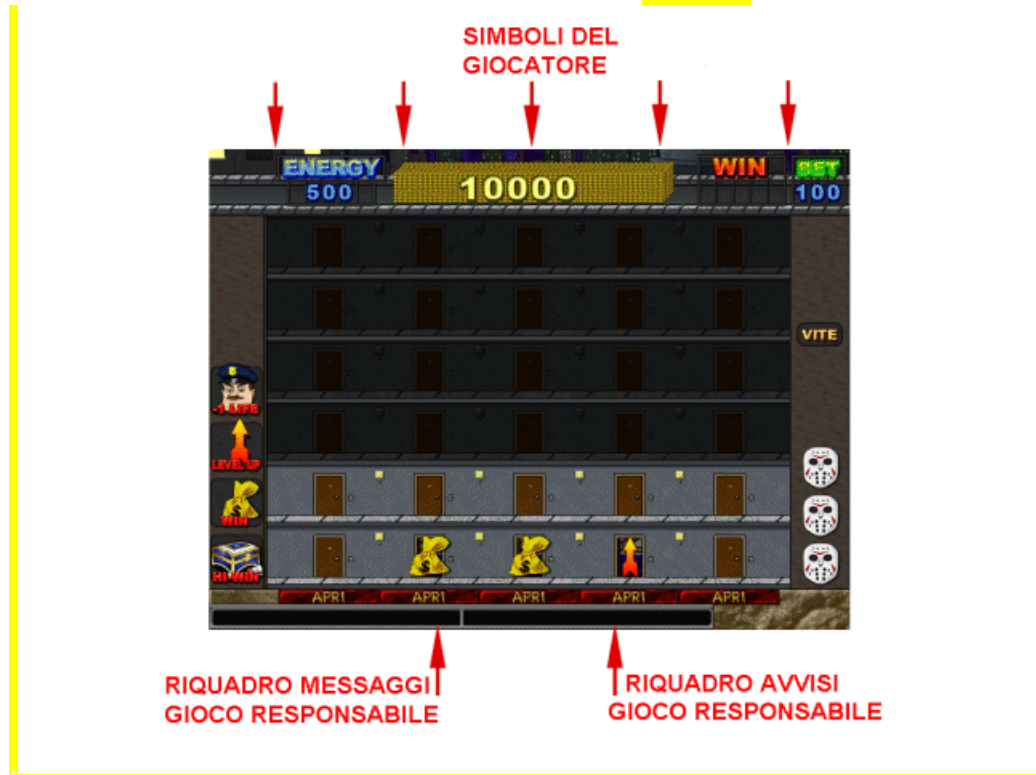 SIMBOLI DEL
GIOCATORE
ENERGY
WIN
BET
500
10000
100
VITE
-1 LIFE
LEVEL UP
WIN
HI-WIN
APRI APRI APRI APRI APRI
RIQUADRO MESSAGGI
GIOCO RESPONSABILE
RIQUADRO AVVISI
GIOCO RESPONSABILE